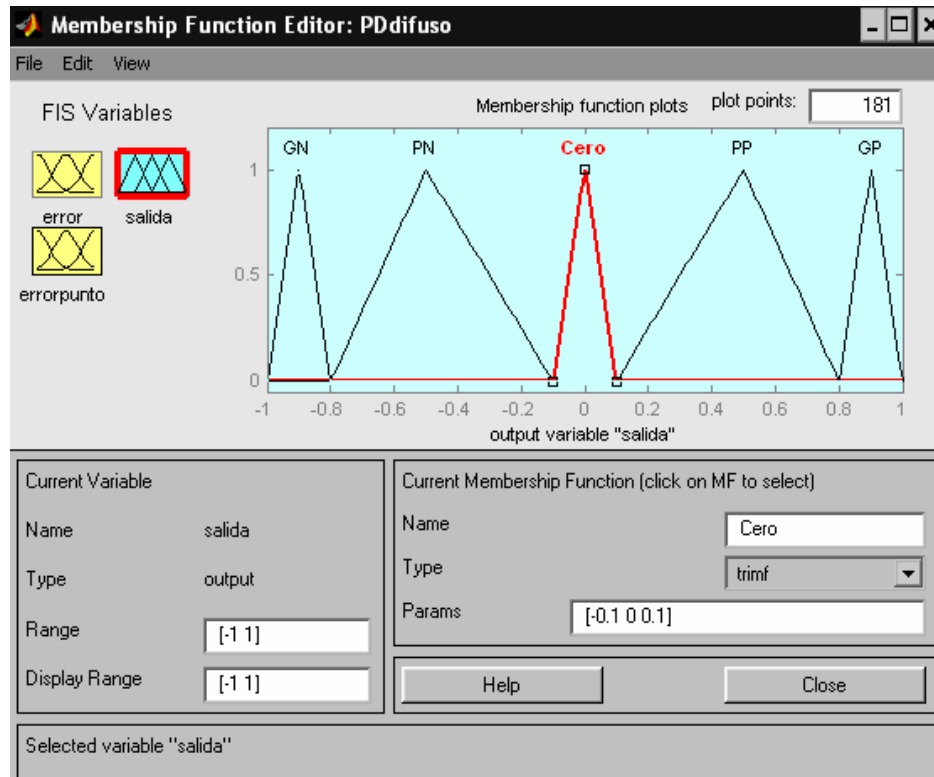 Membership Function Editor: PDdifuso
File Edit View
FIS Variables
Membership function plots plot points: 181
GN PN Cero PP GP
1
0.5
0
-1 -0.8 -0.6 -0.4 -0.2 0 0.2 0.4 0.6 0.8 1
output variable "salida"
error salida
errorpunto
Current Variable
Name salida
Type output
Range [-1 1]
Display Range [-1 1]
Current Membership Function (click on MF to select)
Name Cero
Type trimf
Params [-0.1 0 0.1]
Help Close
Selected variable "salida"